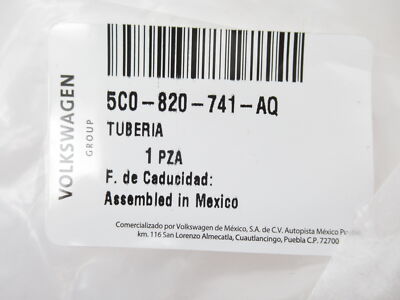 VOLKSWAGEN
GROUP
5C0-820-741-AQ
TUBERIA
1 PZA
F. de Caducidad:
Assembled in Mexico
Comercializado por Volkswagen de México, S.A. de C.V. Autopista México
km. 116 San Lorenzo Almecatla, Cuautlancingo, Puebla C.P. 72700